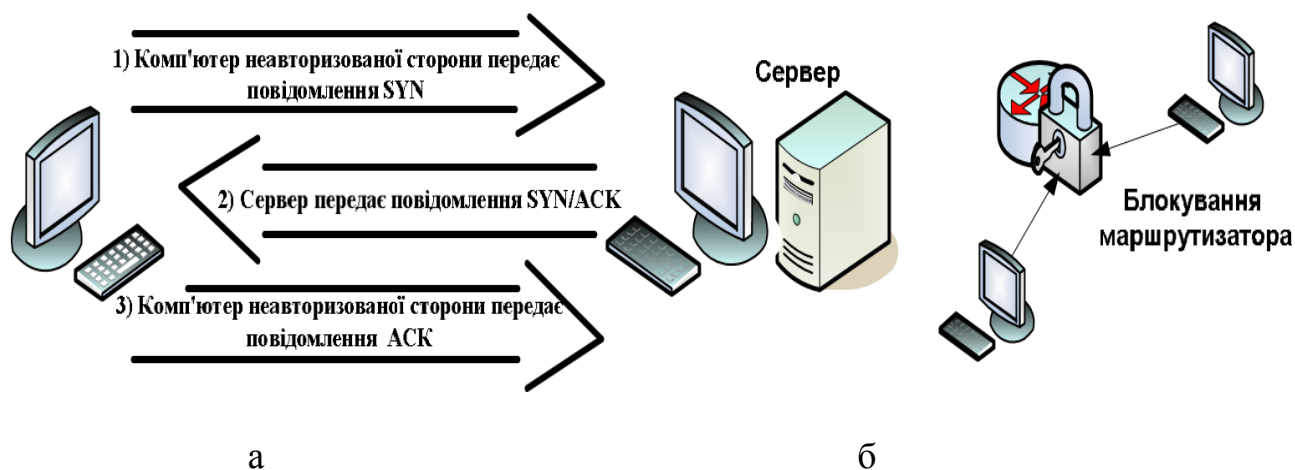 1) Комп'ютер неавторизованої сторони передає
повідомлення SYN
Сервер
2) Сервер передає повідомлення SYN/ACK
Блокування
маршрутизатора
3) Комп'ютер неавторизованої сторони передає
повідомлення ACK
а
б